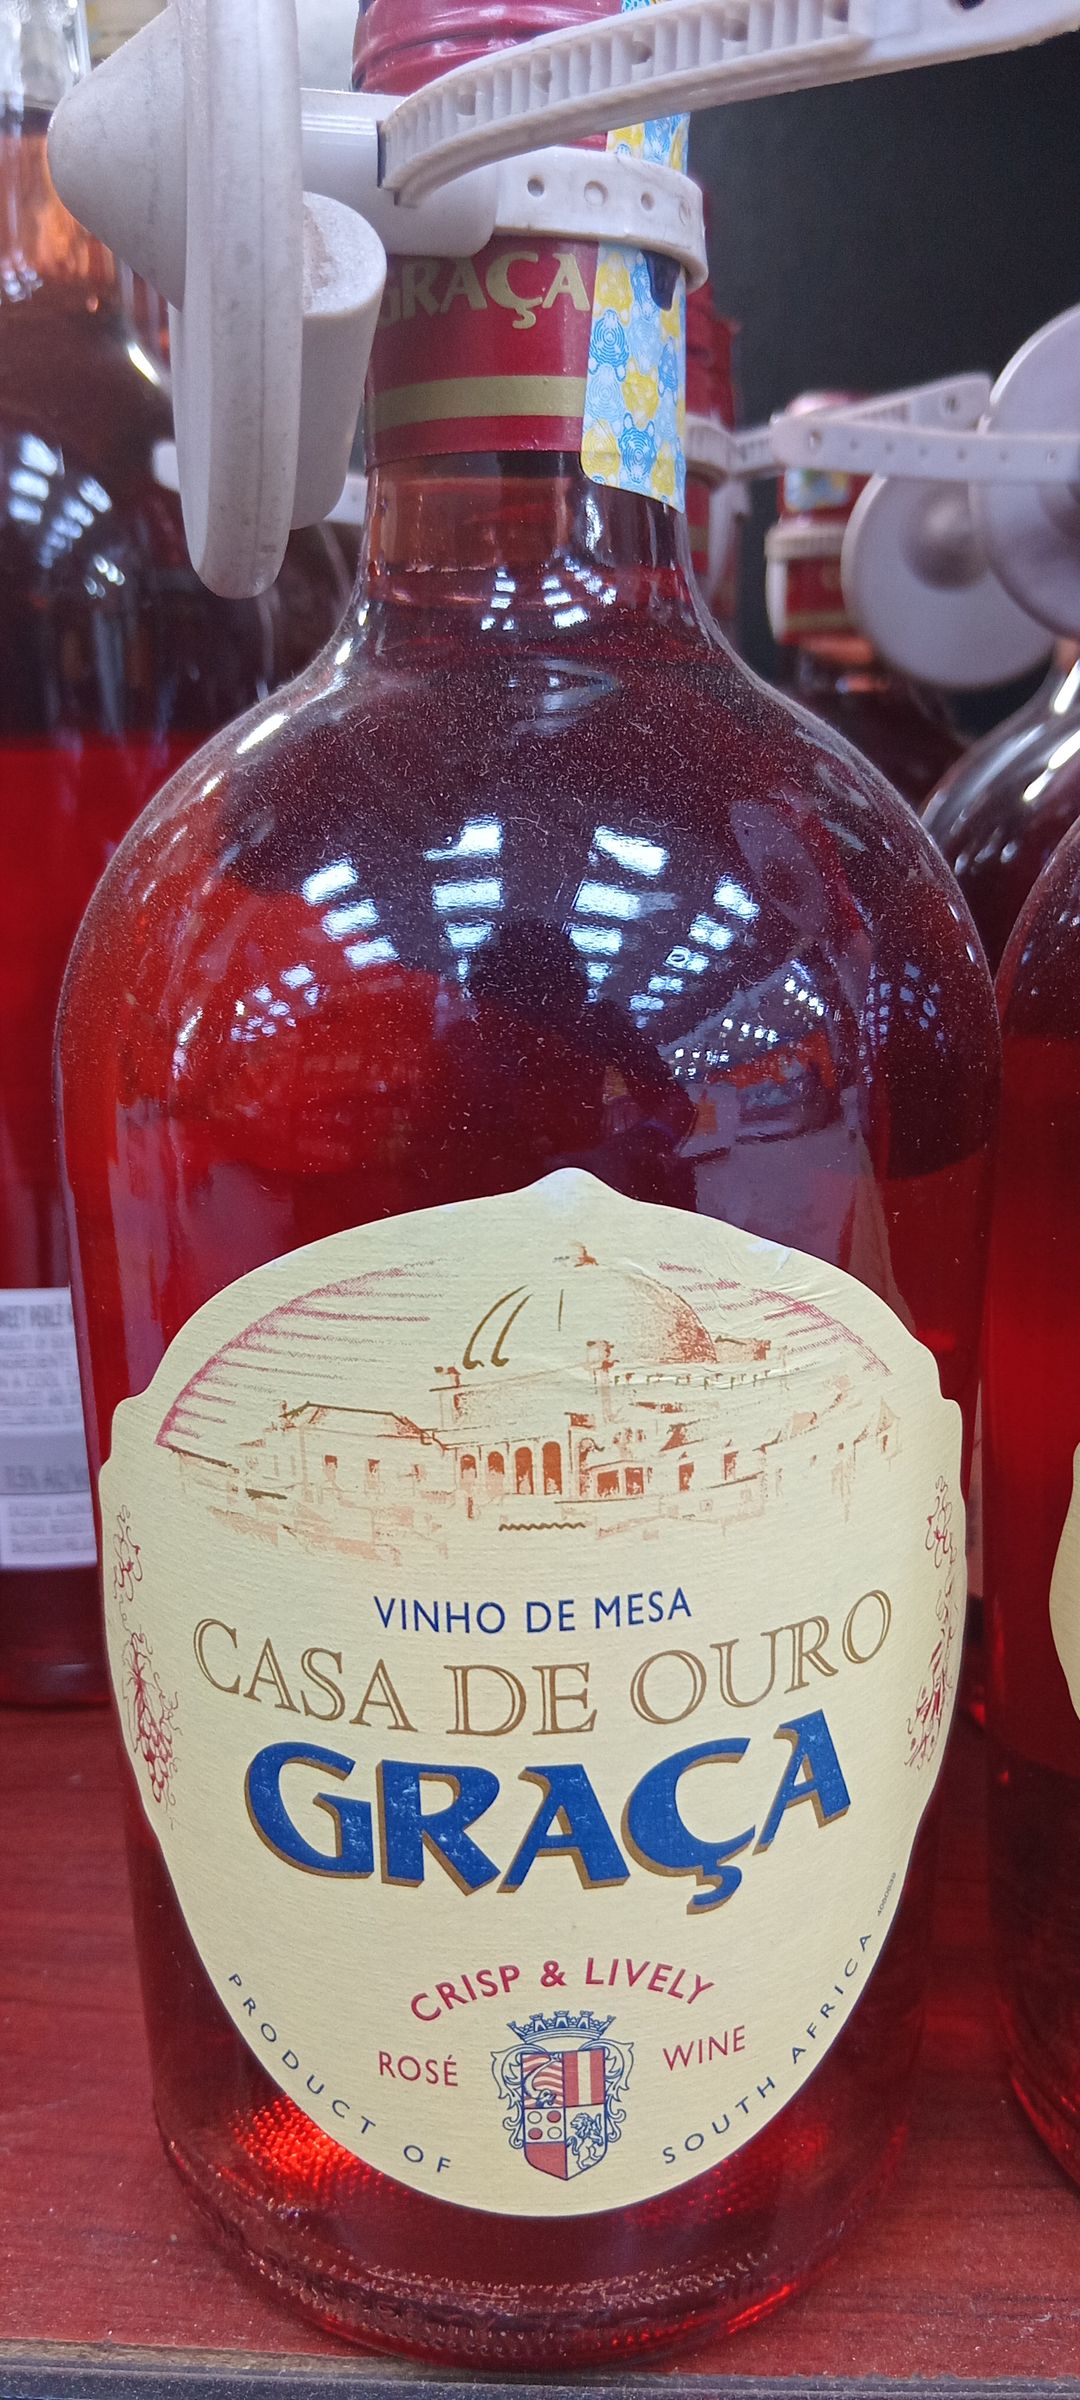 GRAÇA
VINHO DE MESA
CASA DE OURO
GRAÇA
CRISP & LIVELY
ROSÉ WINE
PRODUCT OF SOUTH AFRICA